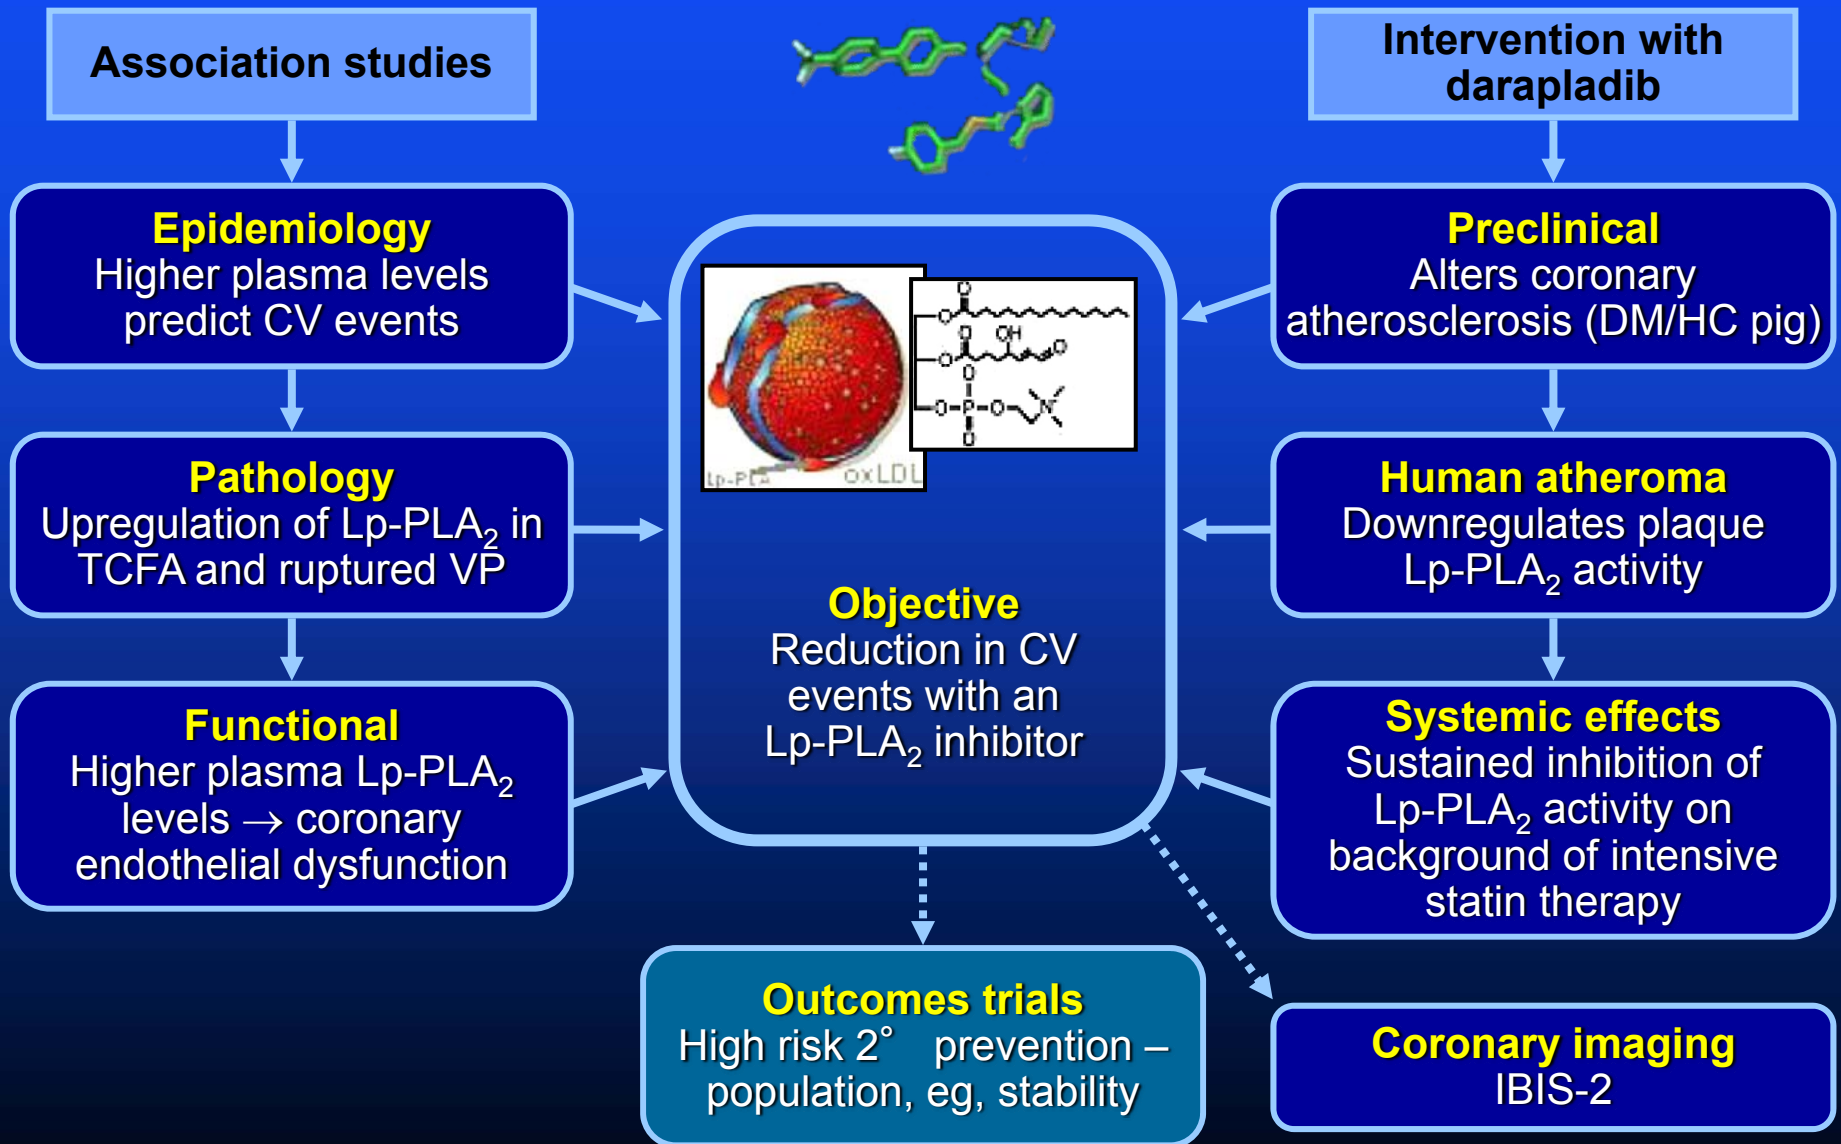 Association studies
Epidemiology
Higher plasma levels
predict CV events
Pathology
Upregulation of Lp-PLA₂ in
TCFA and ruptured VP
Functional
Higher plasma Lp-PLA₂
levels → coronary
endothelial dysfunction
Lp-PLA
oxLDL
O
O
O
OH
O
O
O
O
O
P
O
N
O
Objective
Reduction in CV
events with an
Lp-PLA₂ inhibitor
Outcomes trials
High risk 2° prevention –
population, eg, stability
Intervention with
darapladib
Preclinical
Alters coronary
atherosclerosis (DM/HC pig)
Human atheroma
Downregulates plaque
Lp-PLA₂ activity
Systemic effects
Sustained inhibition of
Lp-PLA₂ activity on
background of intensive
statin therapy
Coronary imaging
IBIS-2